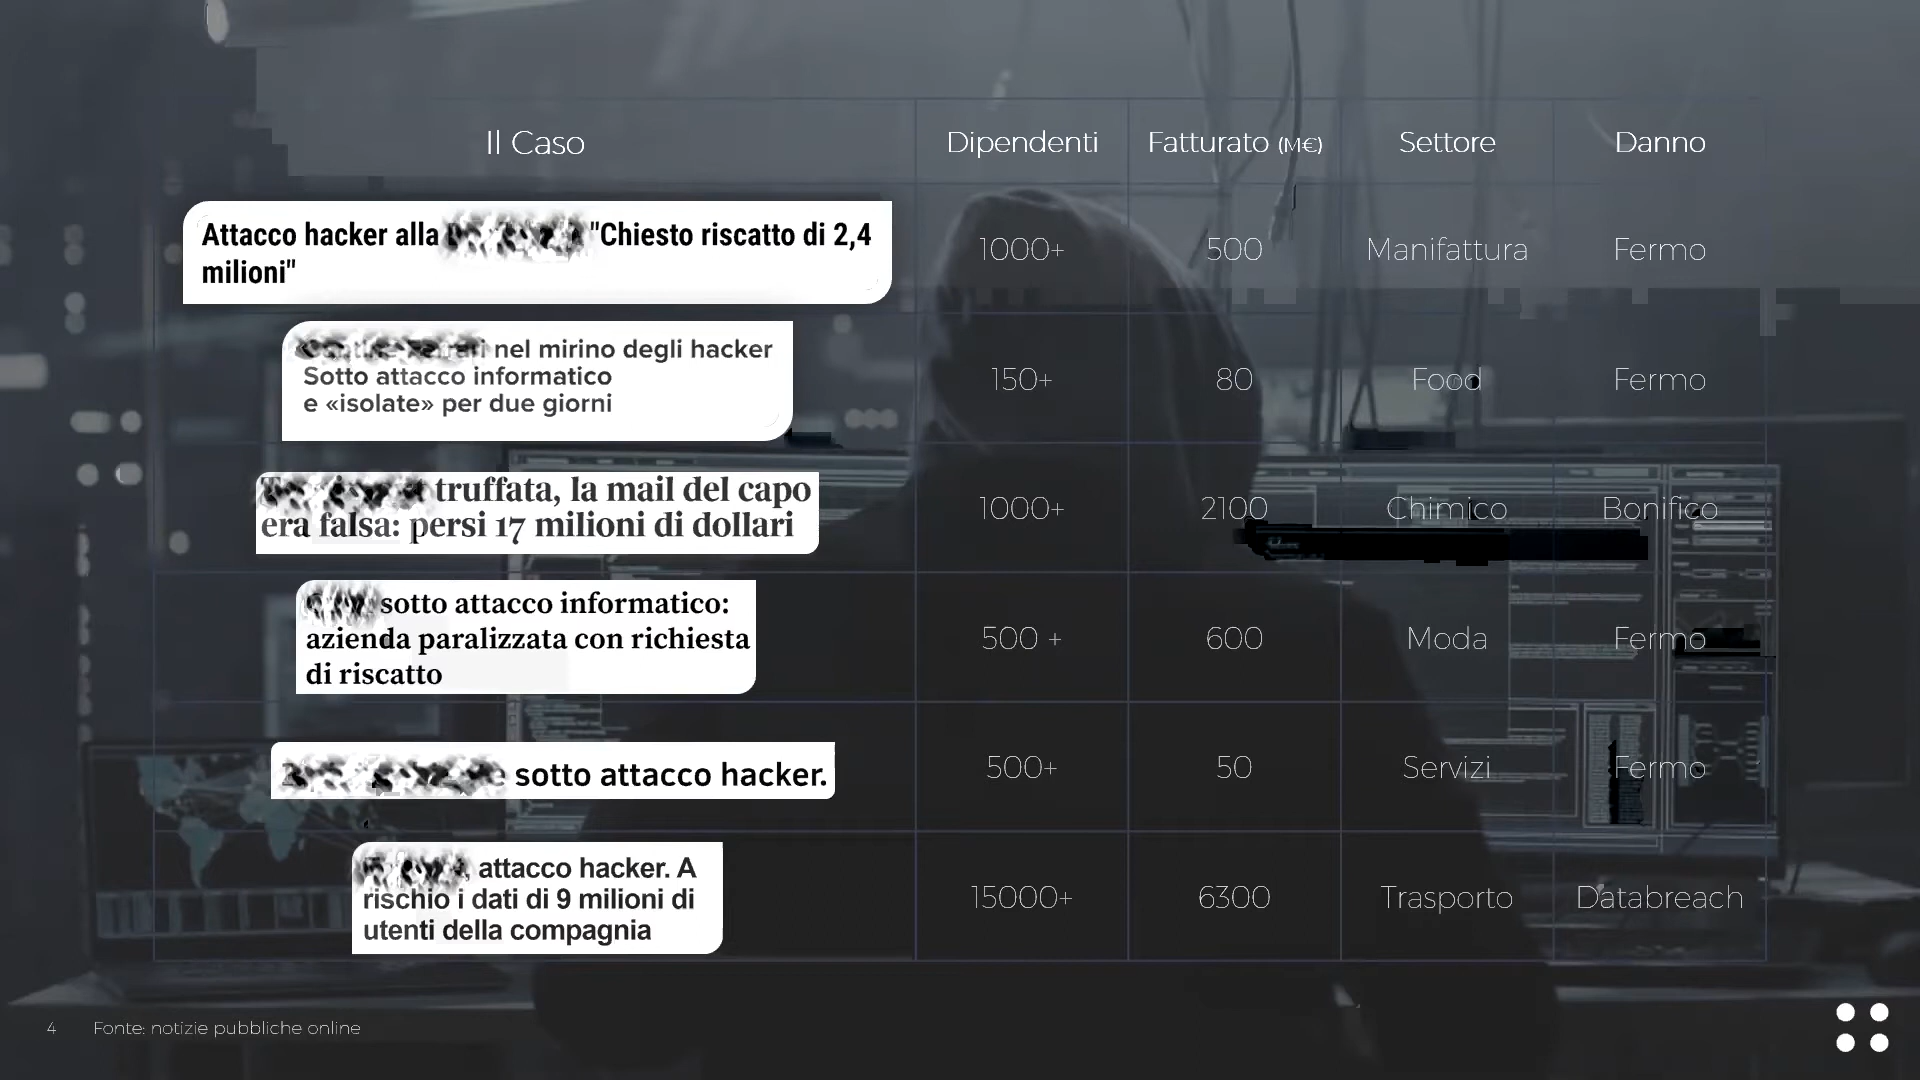 Il Caso Dipendenti Fatturato (M€) Settore Danno
Attacco hacker alla "Chiesto riscatto di 2,4
milioni"
1000+ 500 Manifattura Fermo
nel mirino degli hacker
Sotto attacco informatico
e «isolate» per due giorni
150+ 80 Food Fermo
truffata, la mail del capo
era falsa: persi 17 milioni di dollari
1000+ 2100 Chimico Bonifico
sotto attacco informatico:
azienda paralizzata con richiesta
di riscatto
500 + 600 Moda Fermo
sotto attacco hacker.
500+ 50 Servizi Fermo
attacco hacker. A
rischio i dati di 9 milioni di
utenti della compagnia
15000+ 6300 Trasporto Databreach
4 Fonte: notizie pubbliche online